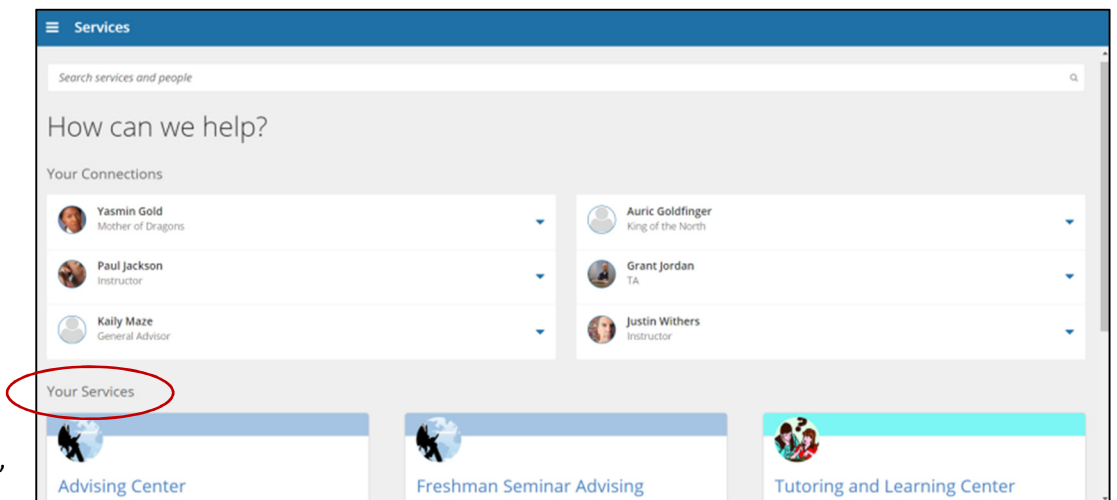 Services
Search services and people
How can we help?
Your Connections
Yasmin Gold
Mother of Dragons
Auric Goldfinger
King of the North
Paul Jackson
Instructor
Grant Jordan
TA
Kaily Maze
General Advisor
Justin Withers
Instructor
Your Services
?
Advising Center
Freshman Seminar Advising
Tutoring and Learning Center
,